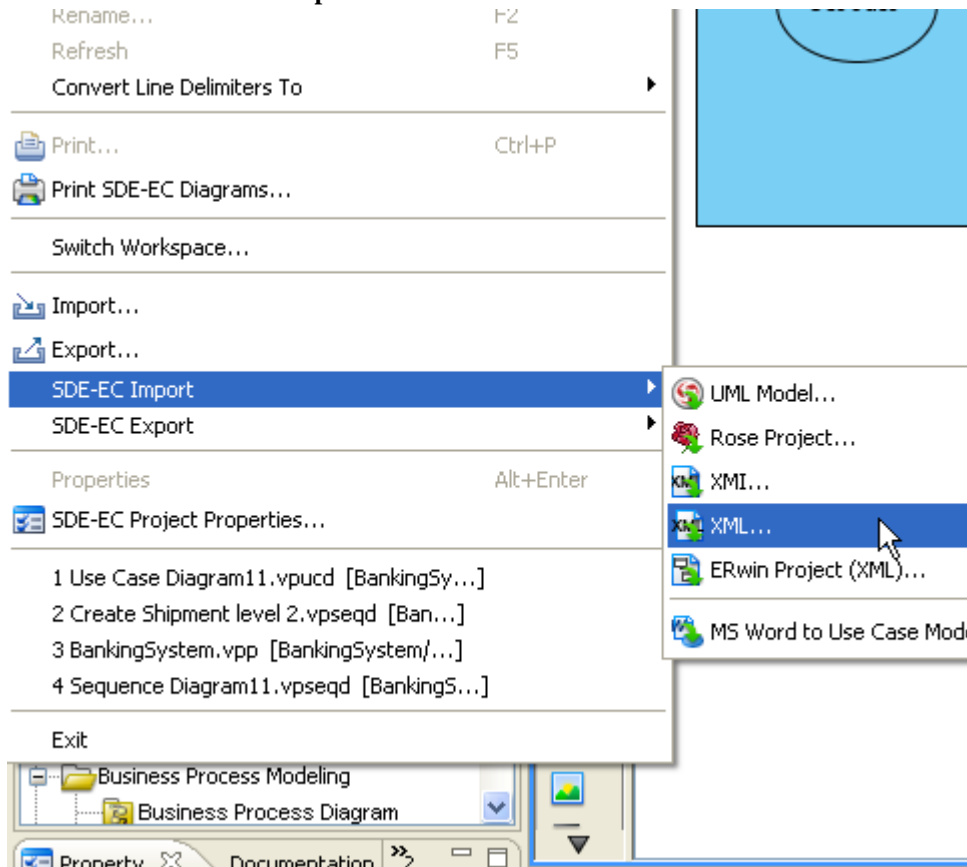 Rename... F2
Refresh F5
Convert Line Delimiters To
Print... Ctrl+P
Print SDE-EC Diagrams...
Switch Workspace...
Import...
Export...
SDE-EC Import
SDE-EC Export
Properties Alt+Enter
SDE-EC Project Properties...
1 Use Case Diagram11.vpucd [BankingSy...]
2 Create Shipment level 2.vpseqd [Ban...]
3 BankingSystem.vpp [BankingSystem/...]
4 Sequence Diagram11.vpseqd [BankingS...]
Exit
UML Model...
Rose Project...
XMI...
XML...
ERwin Project (XML)...
MS Word to Use Case Mode
Business Process Modeling
Business Process Diagram
Property Documentation »2